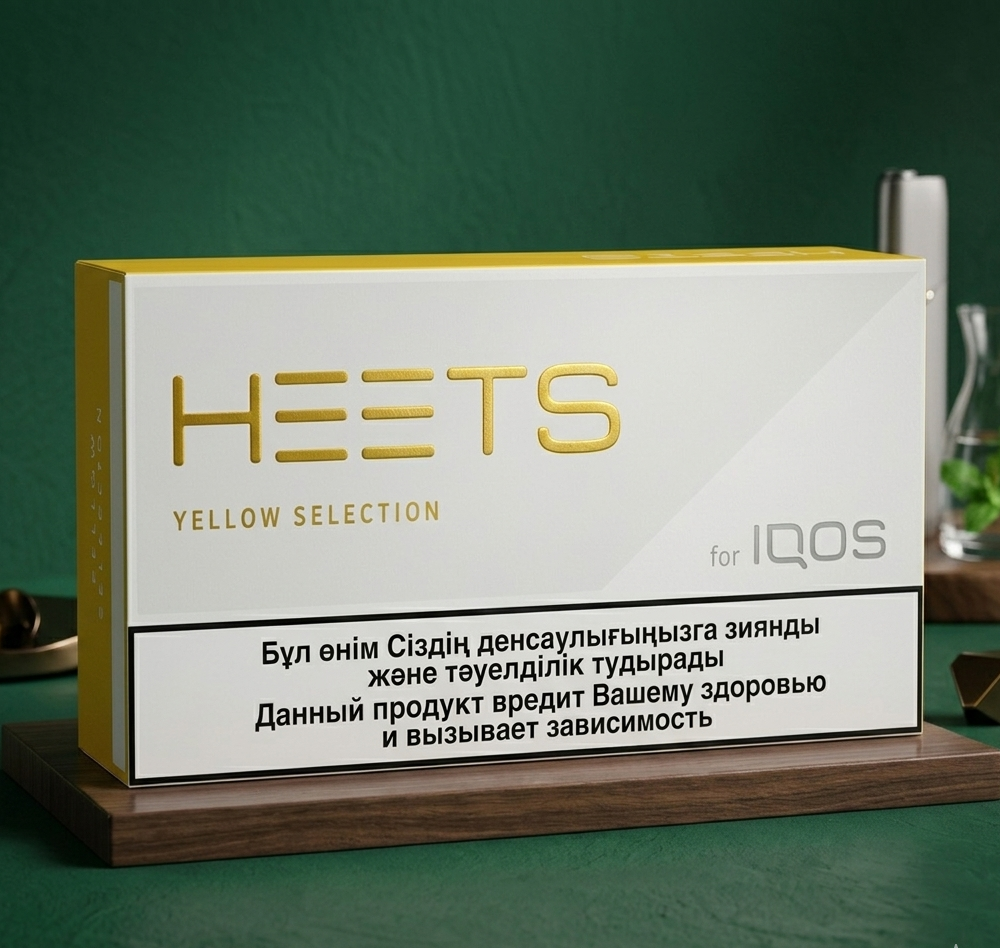 HEETS
YELLOW SELECTION
for IQOS
Бұл өнім Сіздің денсаулығыңызға зиянды
және тәуелділік тудырады
Данный продукт вредит Вашему здоровью
и вызывает зависимость